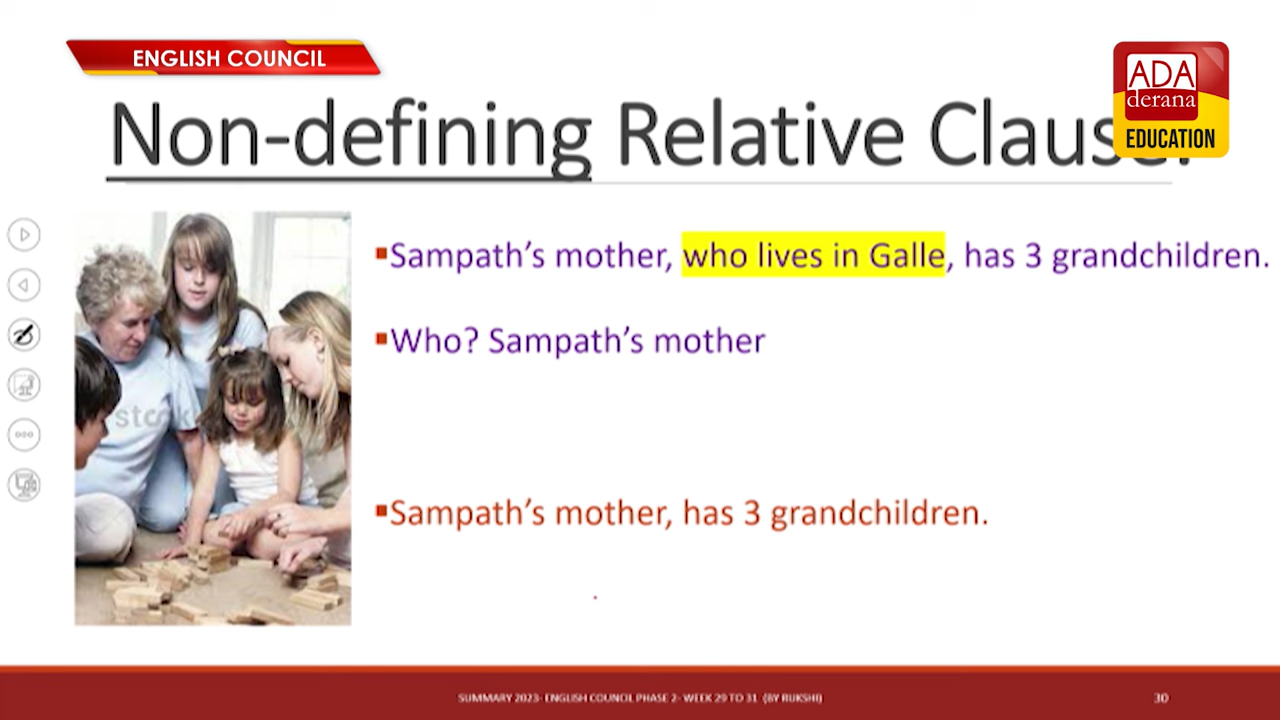 ENGLISH COUNCIL
ADA
derana
EDUCATION
Non-defining Relative Clause:
Sampath's mother, who lives in Galle, has 3 grandchildren.
Who? Sampath's mother
Sampath's mother, has 3 grandchildren.
SUMMARY 2023- ENGLISH COUNCIL PHASE 2- WEEK 29 TO 31 (BY RUKSHI)
30